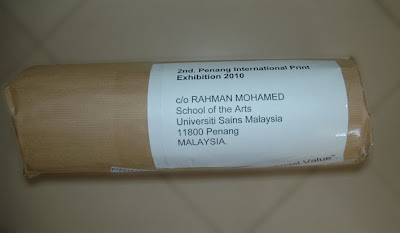 2nd. Penang International Print
Exhibition 2010
c/o RAHMAN MOHAMED
School of the Arts
Universiti Sains Malaysia
11800 Penang
MALAYSIA.
Value"